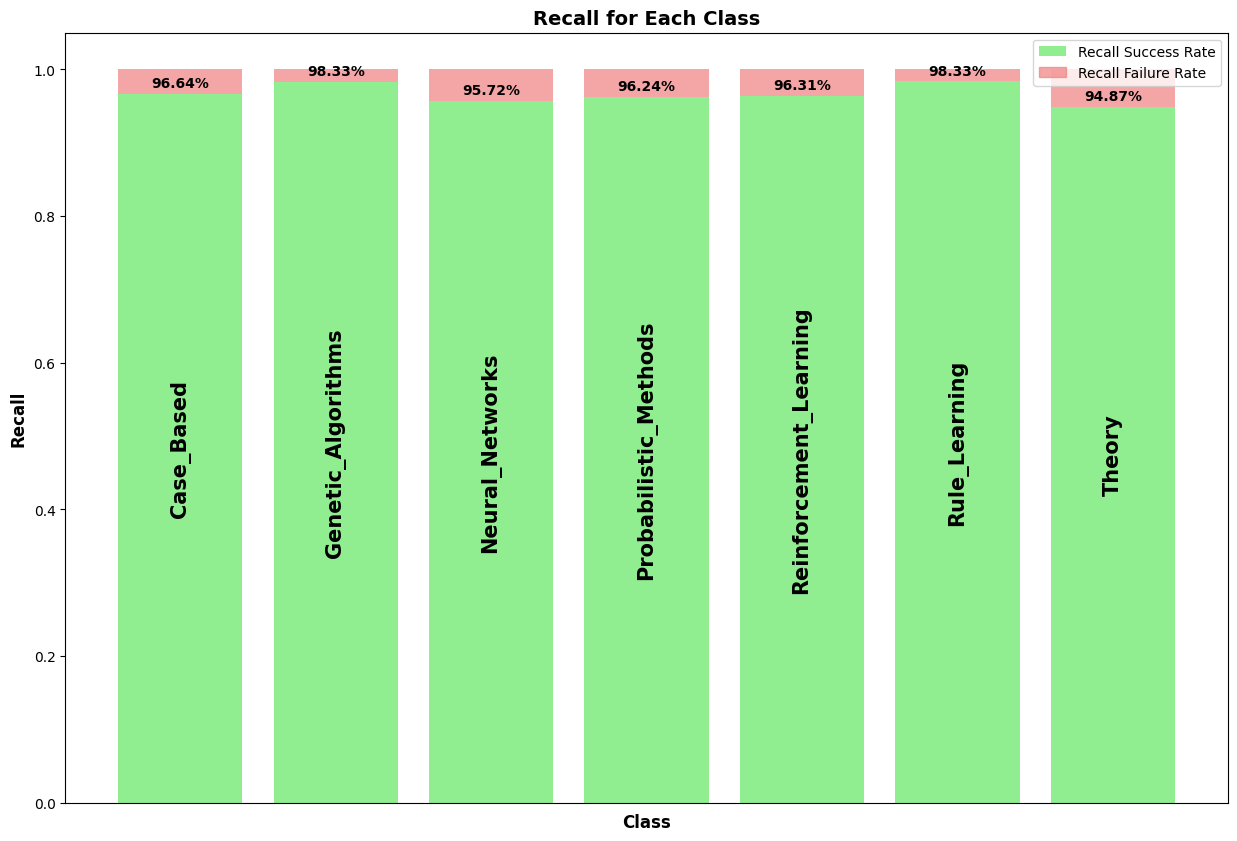 Recall for Each Class
Recall Success Rate
Recall Failure Rate
96.64%
98.33%
95.72%
96.24%
96.31%
98.33%
94.87%
1.0
0.8
0.6
0.4
0.2
0.0
Recall
Case_Based
Genetic_Algorithms
Neural_Networks
Probabilistic_Methods
Reinforcement_Learning
Rule_Learning
Theory
Class